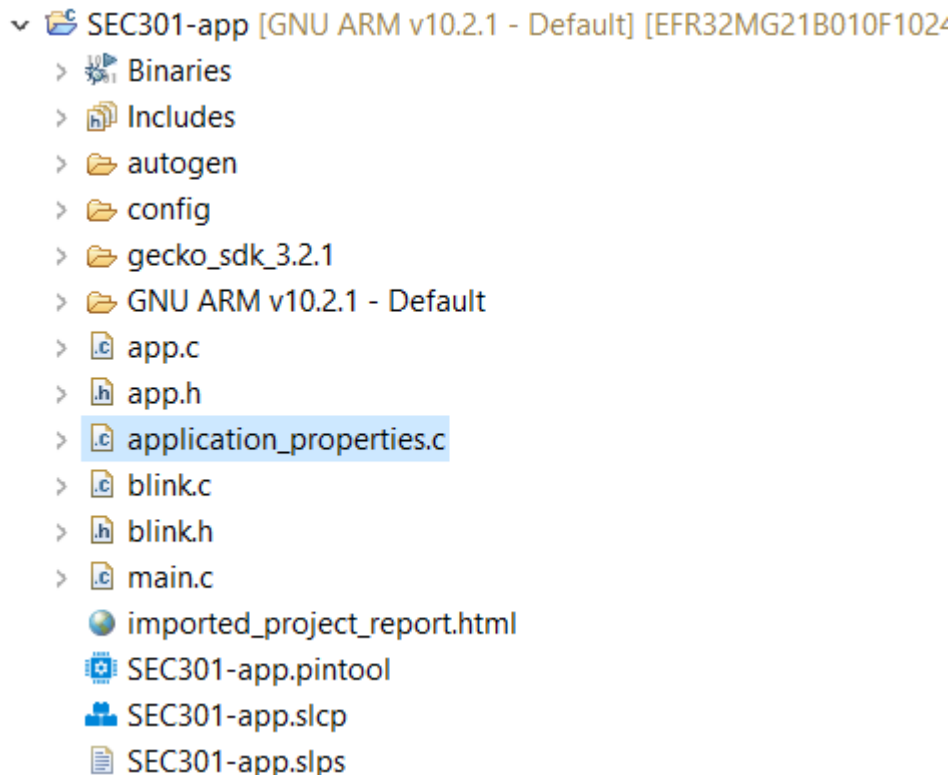 SEC301-app [GNU ARM v10.2.1 - Default] [EFR32MG21B010F1024
Binaries
Includes
autogen
config
gecko_sdk_3.2.1
GNU ARM v10.2.1 - Default
app.c
app.h
application_properties.c
blink.c
blink.h
main.c
imported_project_report.html
SEC301-app.pintool
SEC301-app.slcp
SEC301-app.slps